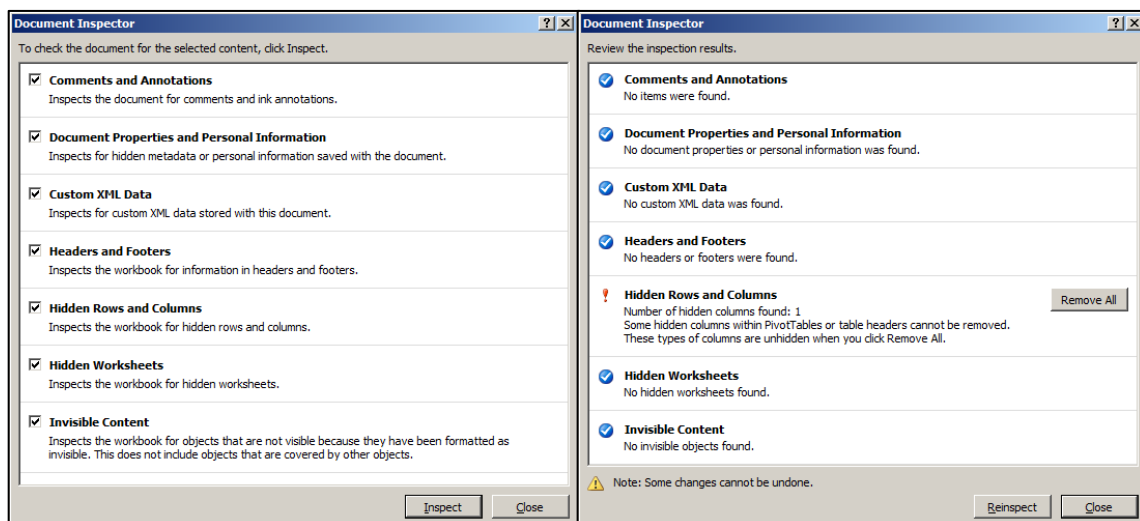 Document Inspector
To check the document for the selected content, click Inspect.
Comments and Annotations
Inspects the document for comments and ink annotations.
Document Properties and Personal Information
Inspects for hidden metadata or personal information saved with the document.
Custom XML Data
Inspects for custom XML data stored with this document.
Headers and Footers
Inspects the workbook for information in headers and footers.
Hidden Rows and Columns
Inspects the workbook for hidden rows and columns.
Hidden Worksheets
Inspects the workbook for hidden worksheets.
Invisible Content
Inspects the workbook for objects that are not visible because they have been formatted as
invisible. This does not include objects that are covered by other objects.
Inspect
Close
Document Inspector
Review the inspection results.
Comments and Annotations
No items were found.
Document Properties and Personal Information
No document properties or personal information was found.
Custom XML Data
No custom XML data was found.
Headers and Footers
No headers or footers were found.
Hidden Rows and Columns
Remove All
Number of hidden columns found: 1
Some hidden columns within PivotTables or table headers cannot be removed.
These types of columns are unhidden when you click Remove All.
Hidden Worksheets
No hidden worksheets found.
Invisible Content
No invisible objects found.
Note: Some changes cannot be undone.
Reinspect
Close